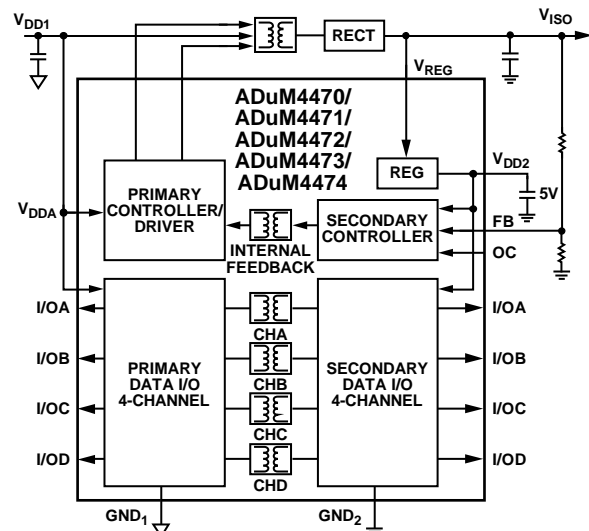 VDD1
VISO
RECT
VREG
ADuM4470/
ADuM4471/
ADuM4472/
ADuM4473/
ADuM4474
REG
VDD2
5V
PRIMARY
CONTROLLER/
DRIVER
VDDA
INTERNAL
FEEDBACK
SECONDARY
CONTROLLER
FB
OC
I/OA
I/OB
I/OC
I/OD
PRIMARY
DATA I/O
4-CHANNEL
CHA
CHB
CHC
CHD
SECONDARY
DATA I/O
4-CHANNEL
I/OA
I/OB
I/OC
I/OD
GND1
GND2